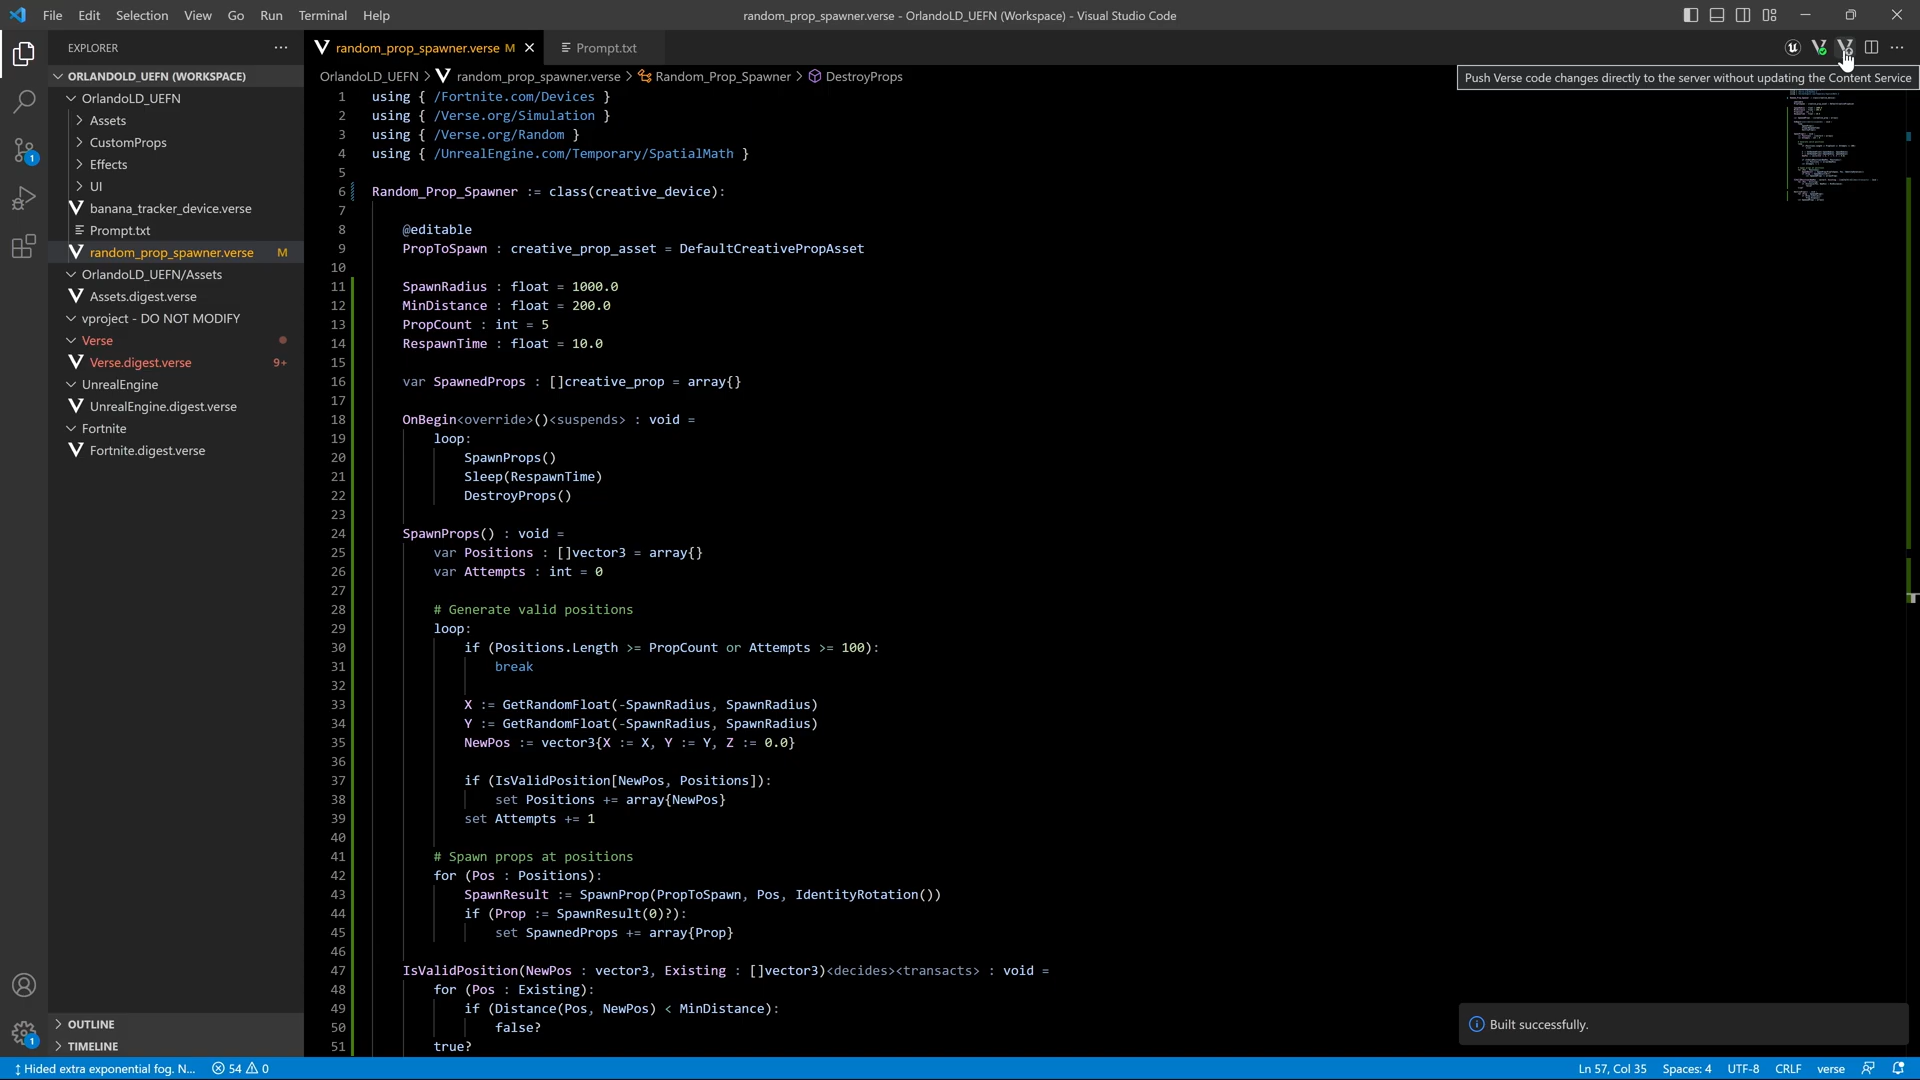 File Edit Selection View Go Run Terminal Help
random_prop_spawner.verse - OrlandoLD_UEFN (Workspace) - Visual Studio Code
EXPLORER
ORLANDOLD_UEFN (WORKSPACE)
OrlandoLD_UEFN
Assets
CustomProps
Effects
UI
banana_tracker_device.verse
Prompt.txt
random_prop_spawner.verse M
OrlandoLD_UEFN/Assets
Assets.digest.verse
vproject - DO NOT MODIFY
Verse
Verse.digest.verse 9+
UnrealEngine
UnrealEngine.digest.verse
Fortnite
Fortnite.digest.verse
OUTLINE
TIMELINE
1
1
random_prop_spawner.verse M
Prompt.txt
OrlandoLD_UEFN > random_prop_spawner.verse > Random_Prop_Spawner > DestroyProps
Push Verse code changes directly to the server without updating the Content Service
1 using { /Fortnite.com/Devices }
2 using { /Verse.org/Simulation }
3 using { /Verse.org/Random }
4 using { /UnrealEngine.com/Temporary/SpatialMath }
5
6 Random_Prop_Spawner := class(creative_device):
7
8 @editable
9 PropToSpawn : creative_prop_asset = DefaultCreativePropAsset
10
11 SpawnRadius : float = 1000.0
12 MinDistance : float = 200.0
13 PropCount : int = 5
14 RespawnTime : float = 10.0
15
16 var SpawnedProps : []creative_prop = array{}
17
18 OnBegin<override>()<suspends> : void =
19 loop:
20 SpawnProps()
21 Sleep(RespawnTime)
22 DestroyProps()
23
24 SpawnProps() : void =
25 var Positions : []vector3 = array{}
26 var Attempts : int = 0
27
28 # Generate valid positions
29 loop:
30 if (Positions.Length >= PropCount or Attempts >= 100):
31 break
32
33 X := GetRandomFloat(-SpawnRadius, SpawnRadius)
34 Y := GetRandomFloat(-SpawnRadius, SpawnRadius)
35 NewPos := vector3{X := X, Y := Y, Z := 0.0}
36
37 if (IsValidPosition[NewPos, Positions]):
38 set Positions += array{NewPos}
39 set Attempts += 1
40
41 # Spawn props at positions
42 for (Pos : Positions):
43 SpawnResult := SpawnProp(PropToSpawn, Pos, IdentityRotation())
44 if (Prop := SpawnResult(0)?):
45 set SpawnedProps += array{Prop}
46
47 IsValidPosition(NewPos : vector3, Existing : []vector3)<decides><transacts> : void =
48 for (Pos : Existing):
49 if (Distance(Pos, NewPos) < MinDistance):
50 false?
51 true?
Built successfully.
Hided extra exponential fog. N... 54 0
Ln 57, Col 35 Spaces: 4 UTF-8 CRLF verse